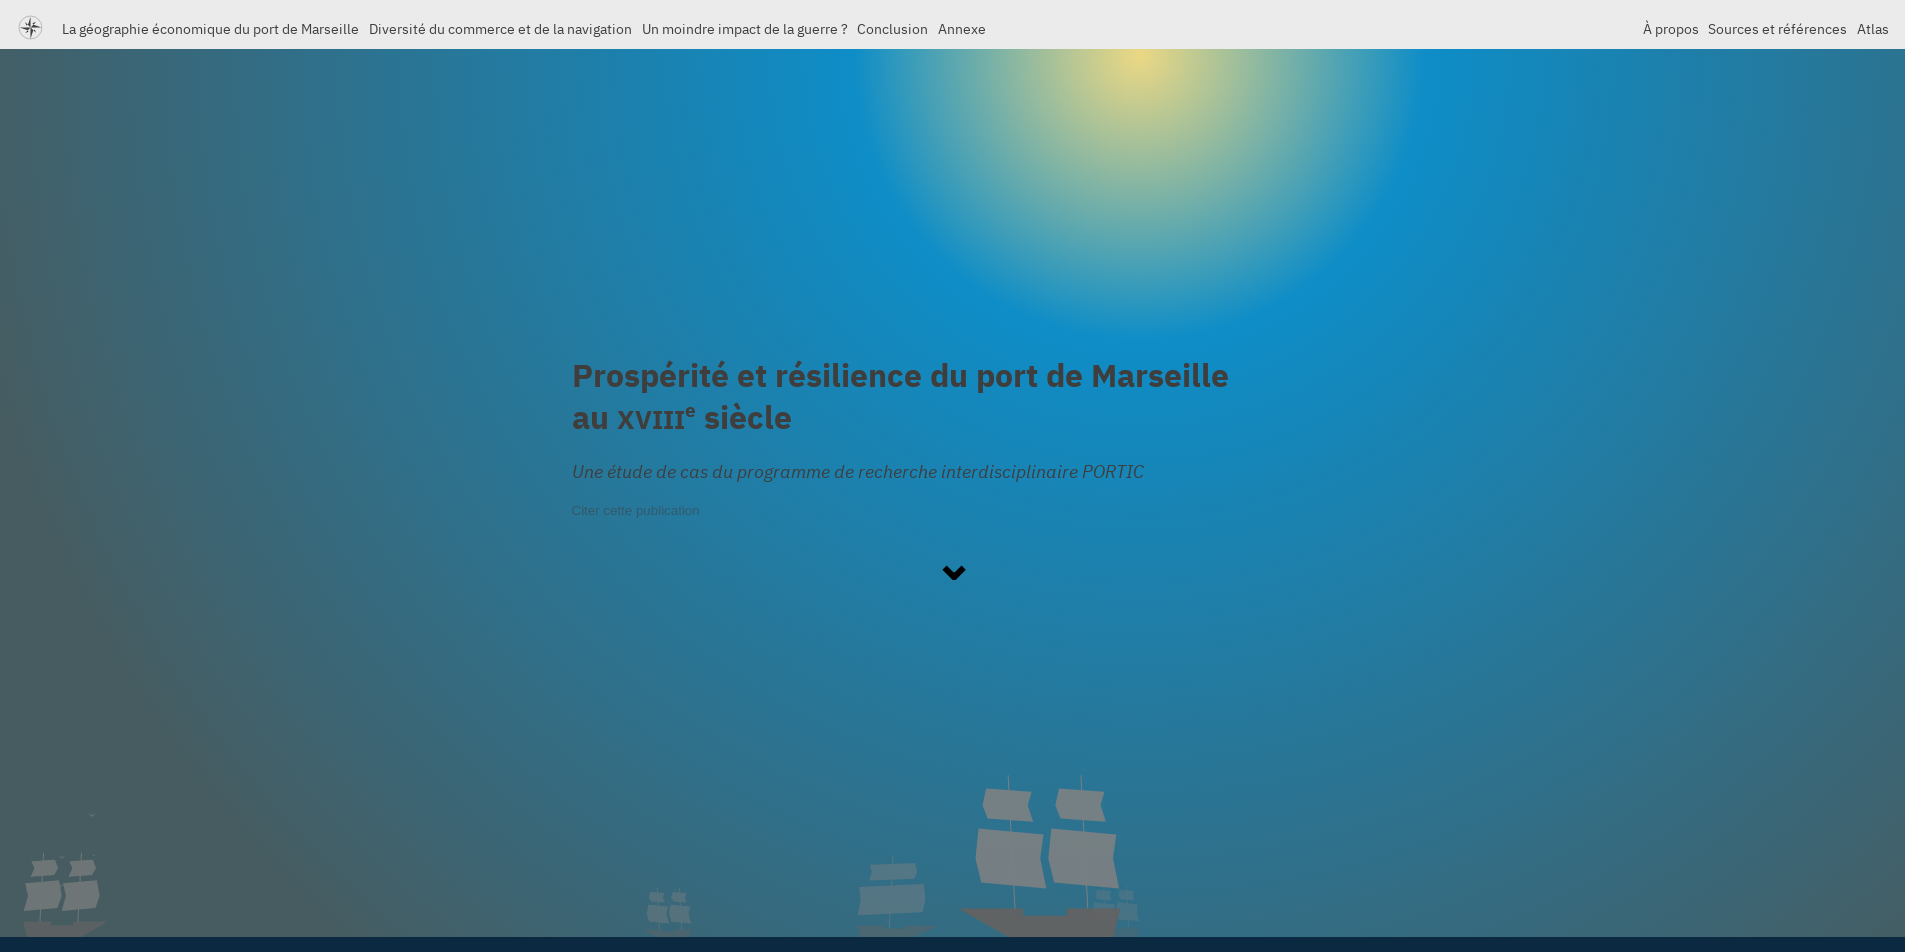 La géographie économique du port de Marseille Diversité du commerce et de la navigation Un moindre impact de la guerre ? Conclusion Annexe À propos Sources et références Atlas
Prospérité et résilience du port de Marseille
au XVIIIe siècle
Une étude de cas du programme de recherche interdisciplinaire PORTIC
Citer cette publication